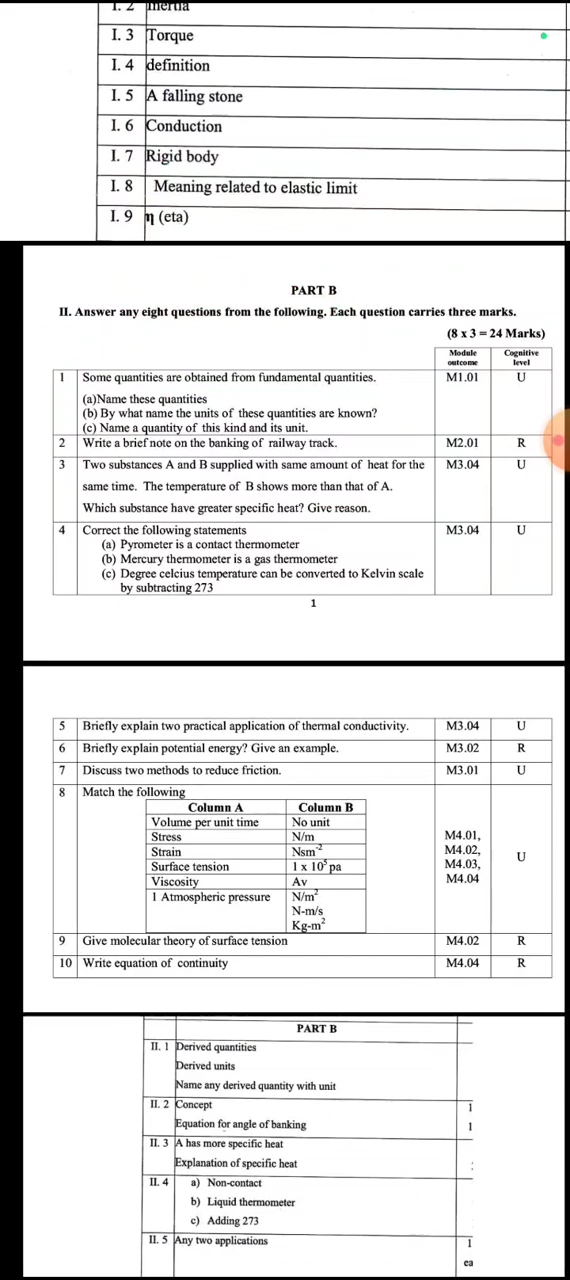 I. 2 Inertia
I. 3 Torque
I. 4 definition
I. 5 A falling stone
I. 6 Conduction
I. 7 Rigid body
I. 8 Meaning related to elastic limit
I. 9 η (eta)
PART B
II. Answer any eight questions from the following. Each question carries three marks.
(8 x 3 = 24 Marks)
Module outcome Cognitive level
1 Some quantities are obtained from fundamental quantities. M1.01 U
(a)Name these quantities
(b) By what name the units of these quantities are known?
(c) Name a quantity of this kind and its unit.
2 Write a brief note on the banking of railway track. M2.01 R
3 Two substances A and B supplied with same amount of heat for the M3.04 U
same time. The temperature of B shows more than that of A.
Which substance have greater specific heat? Give reason.
4 Correct the following statements M3.04 U
(a) Pyrometer is a contact thermometer
(b) Mercury thermometer is a gas thermometer
(c) Degree celcius temperature can be converted to Kelvin scale
by subtracting 273
1
5 Briefly explain two practical application of thermal conductivity. M3.04 U
6 Briefly explain potential energy? Give an example. M3.02 R
7 Discuss two methods to reduce friction. M3.01 U
8 Match the following M4.01, M4.02, M4.03, M4.04 U
Column A Column B
Volume per unit time No unit
Stress N/m
Strain Nsm⁻²
Surface tension 1 x 10⁵ pa
Viscosity Av
1 Atmospheric pressure N/m²
N-m/s
Kg-m²
9 Give molecular theory of surface tension M4.02 R
10 Write equation of continuity M4.04 R
PART B
II. 1 Derived quantities
Derived units
Name any derived quantity with unit
II. 2 Concept 1
Equation for angle of banking 1
II. 3 A has more specific heat
Explanation of specific heat
II. 4 a) Non-contact
b) Liquid thermometer
c) Adding 273
II. 5 Any two applications 1
ea